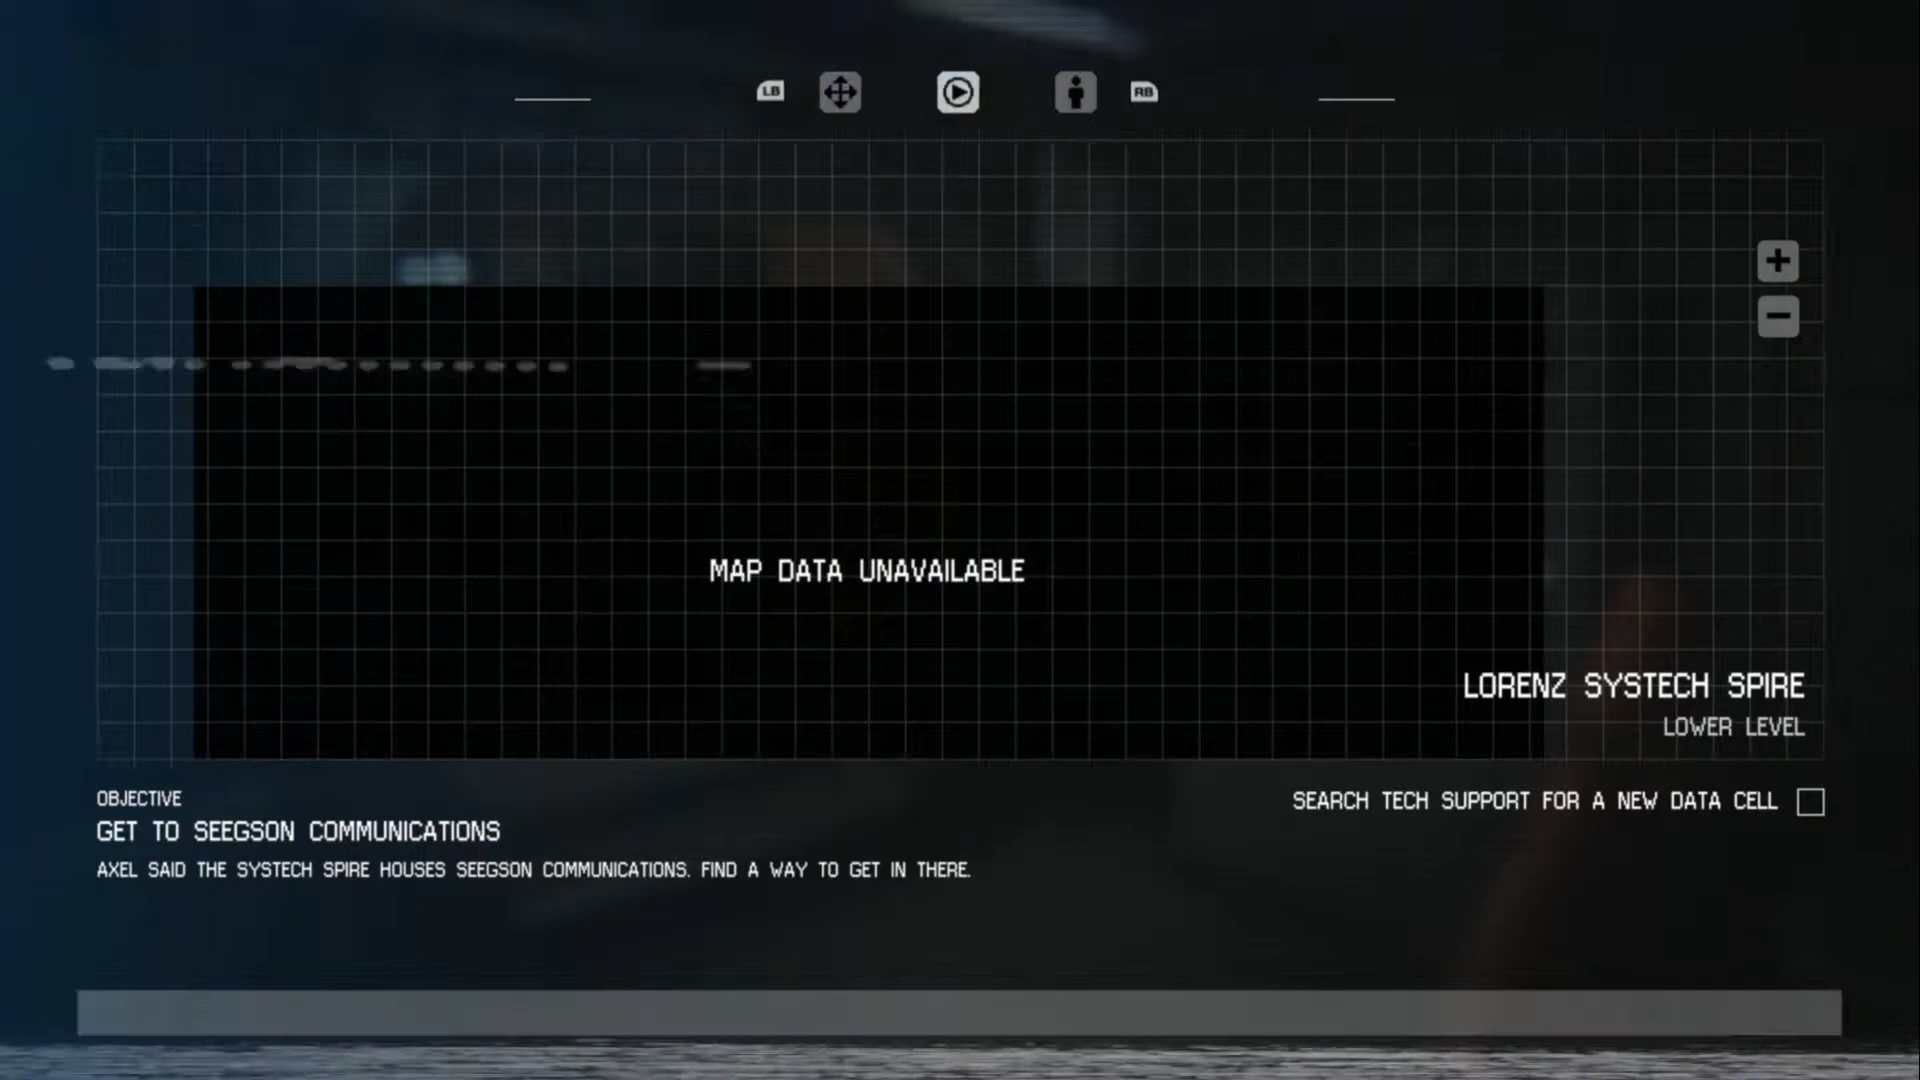 LB
RB
MAP DATA UNAVAILABLE
LORENZ SYSTECH SPIRE
LOWER LEVEL
OBJECTIVE
GET TO SEEGSON COMMUNICATIONS
AXEL SAID THE SYSTECH SPIRE HOUSES SEEGSON COMMUNICATIONS. FIND A WAY TO GET IN THERE.
SEARCH TECH SUPPORT FOR A NEW DATA CELL